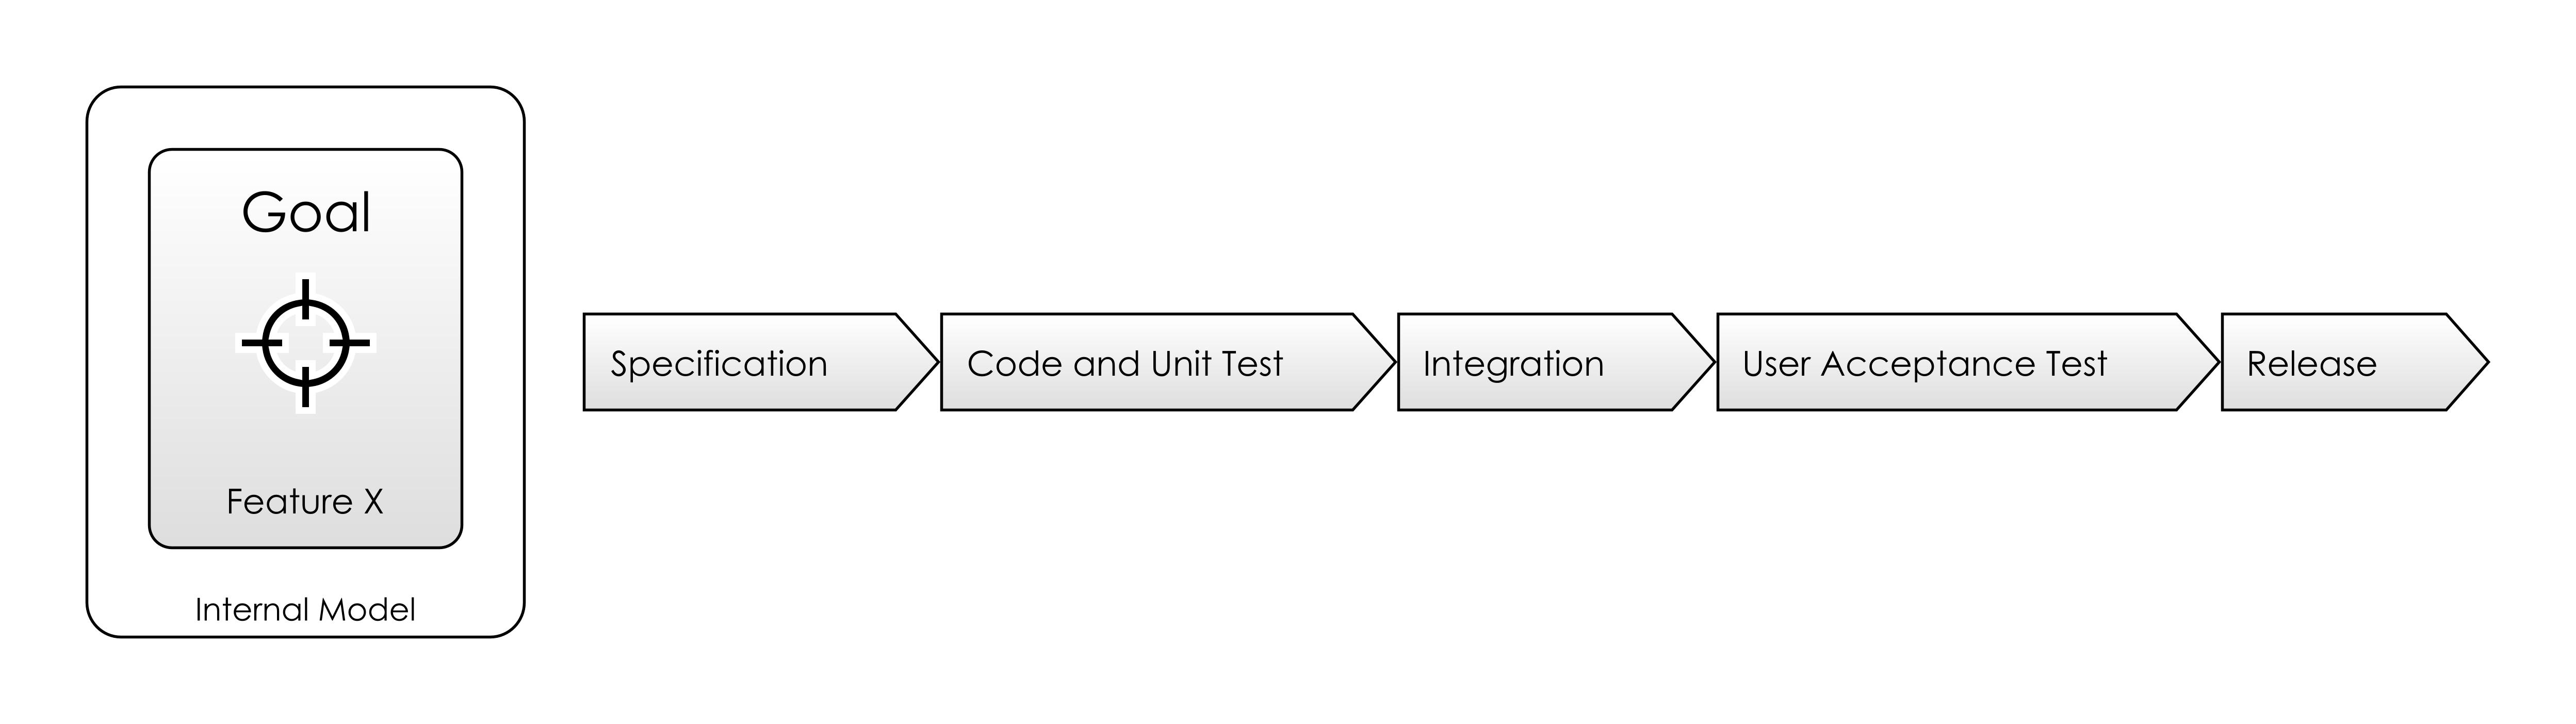 Goal
Feature X
Internal Model
Specification
Code and Unit Test
Integration
User Acceptance Test
Release